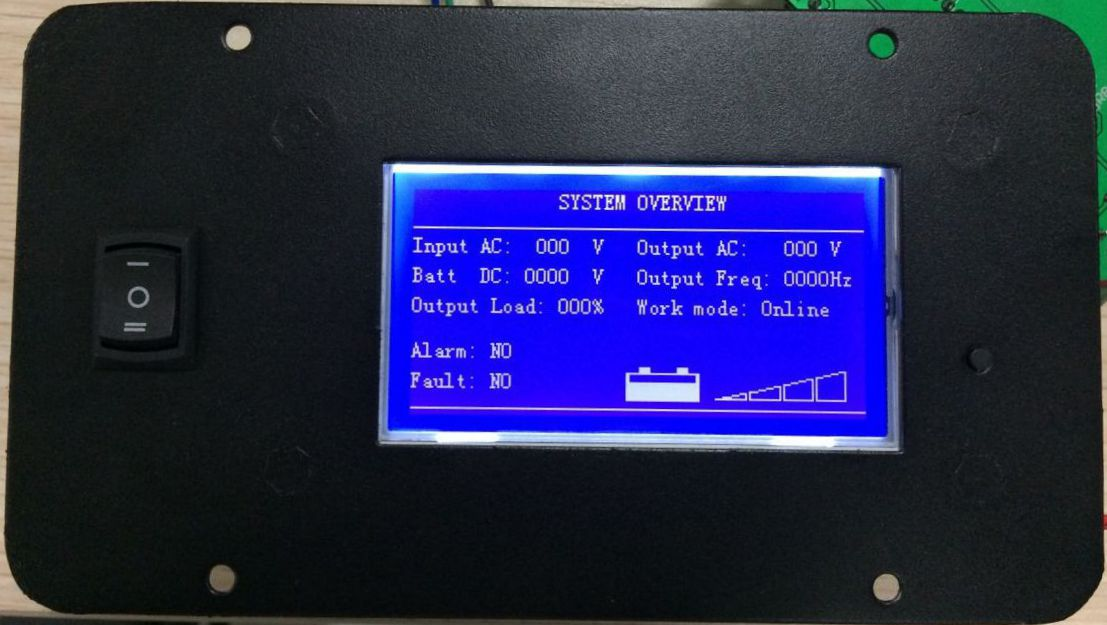 SYSTEM OVERVIEW
Input AC: 000 V Output AC: 000 V
Batt DC: 0000 V Output Freq: 0000Hz
Output Load: 000% Work mode: Online
Alarm: NO
Fault: NO
I
O
II